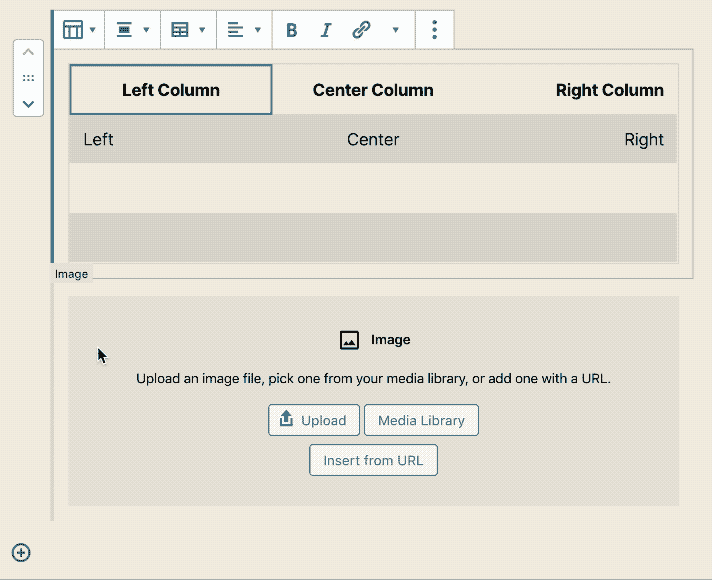 B I
Left Column Center Column Right Column
Left Center Right
Image
Image
Upload an image file, pick one from your media library, or add one with a URL.
Upload Media Library
Insert from URL